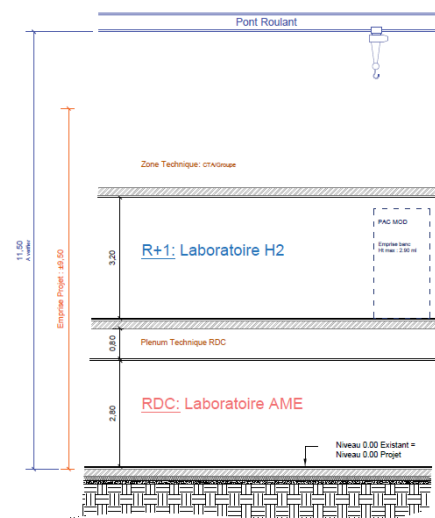 Pont Roulant
Zone Technique: CTA/Groupe
11,50
A vérifier
Emprise Projet : ±9,50
3,20
R+1: Laboratoire H2
PAC MOD
Emprise banc
Ht max : 2.90 ml
0,80
Plenum Technique RDC
2,80
RDC: Laboratoire AME
Niveau 0.00 Existant =
Niveau 0.00 Projet